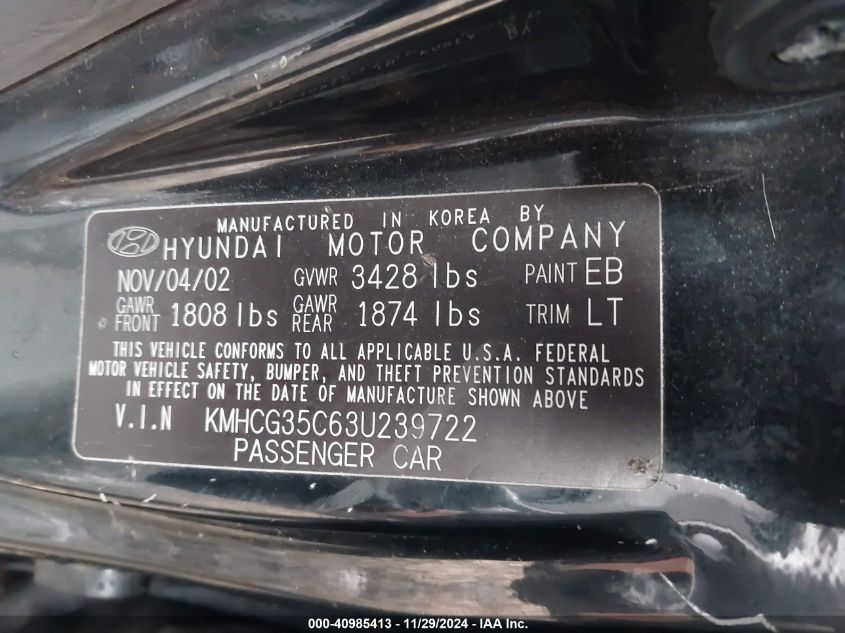 MANUFACTURED IN KOREA BY
HYUNDAI MOTOR COMPANY
NOV/04/02 GVWR 3428 lbs PAINT EB
GAWR FRONT 1808 lbs GAWR REAR 1874 lbs TRIM LT
THIS VEHICLE CONFORMS TO ALL APPLICABLE U.S.A. FEDERAL
MOTOR VEHICLE SAFETY, BUMPER, AND THEFT PREVENTION STANDARDS
IN EFFECT ON THE DATE OF MANUFACTURE SHOWN ABOVE.
V.I.N KMHCG35C63U239722
PASSENGER CAR
000-40985413 - 11/29/2024 - IAA Inc.